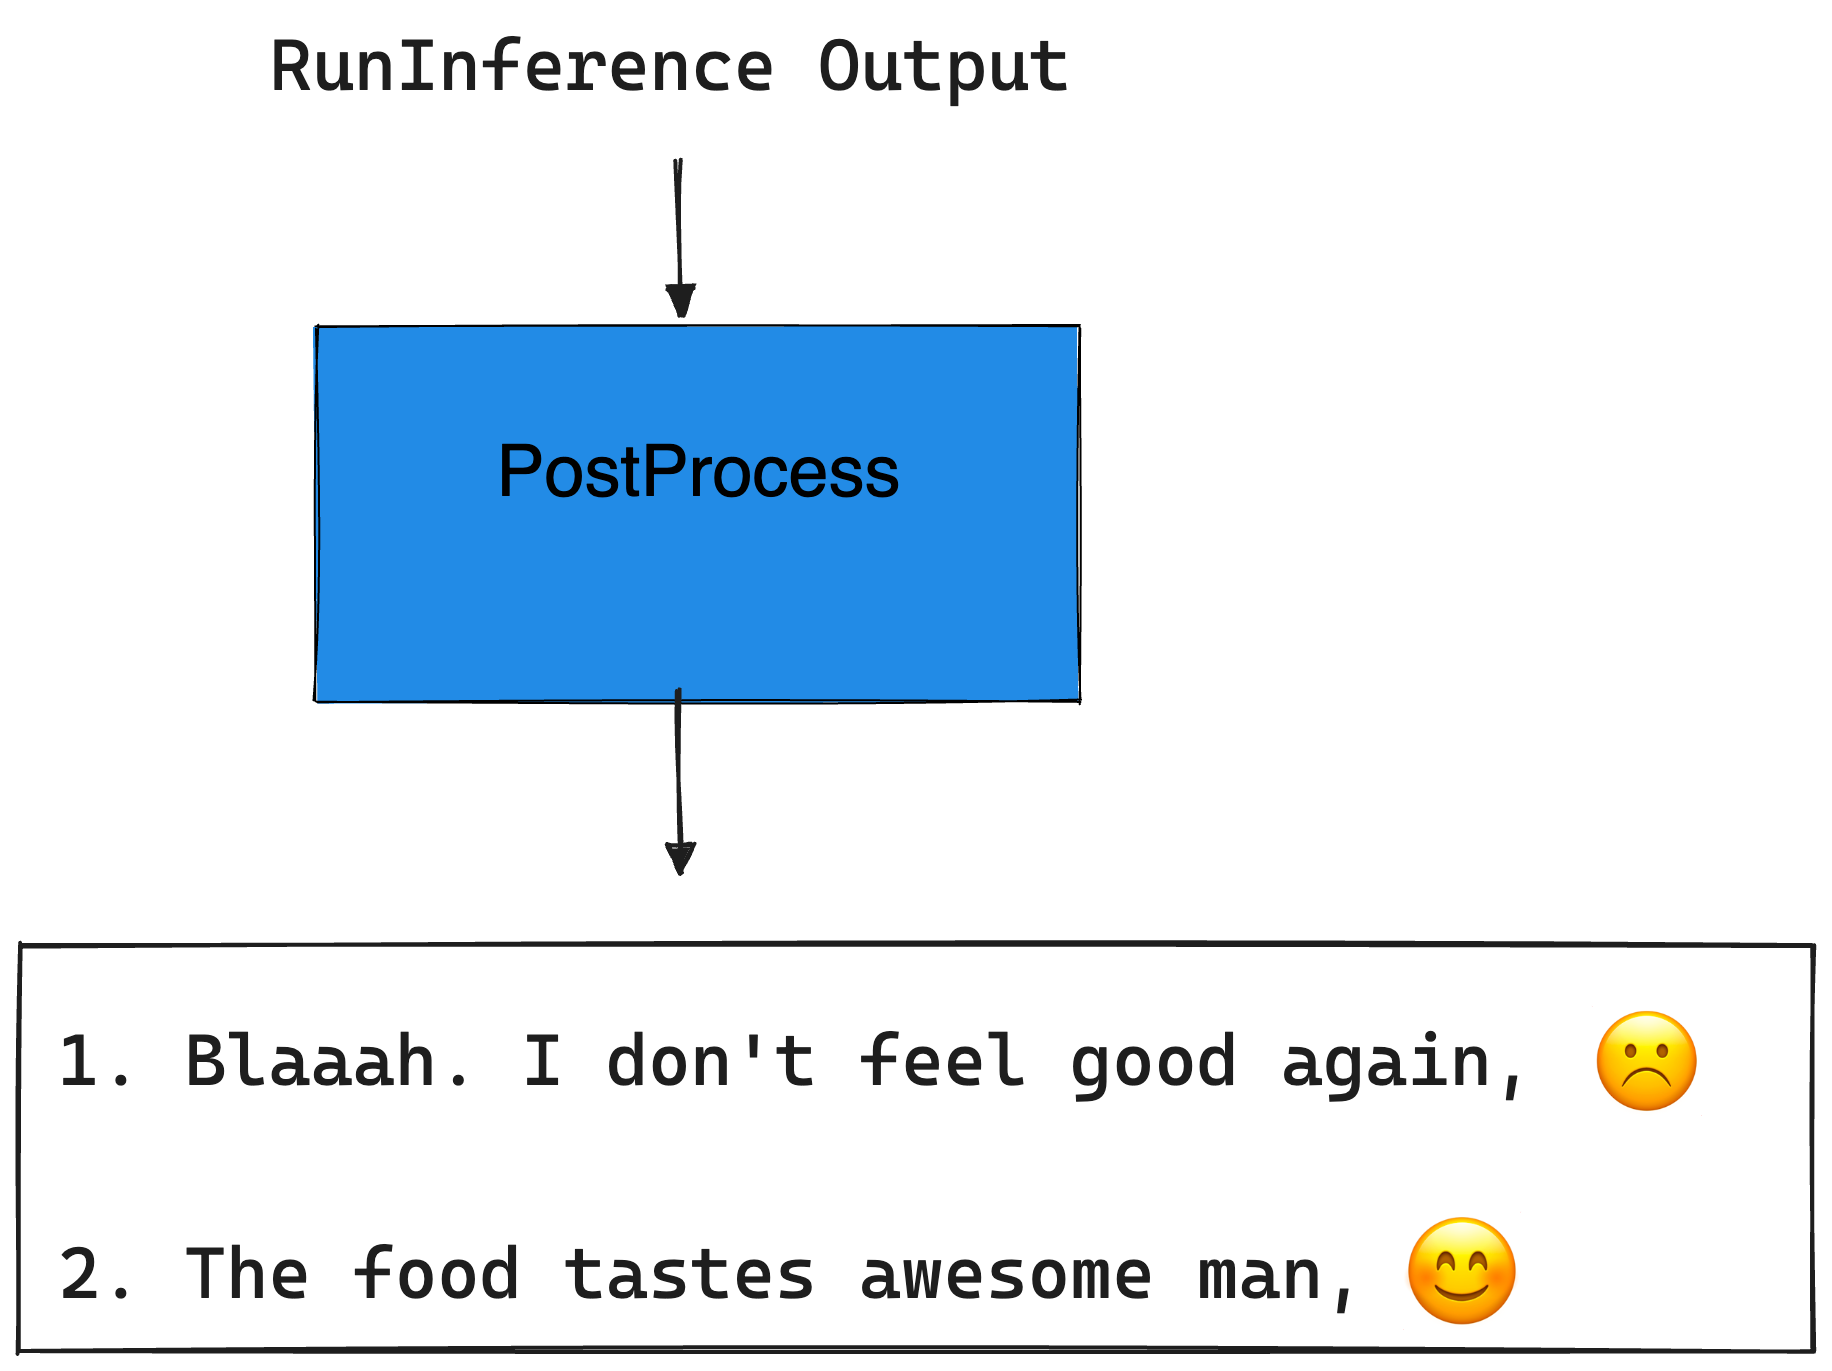 RunInference Output
PostProcess
1. Blaaah. I don't feel good again, ☹️
2. The food tastes awesome man, 😊